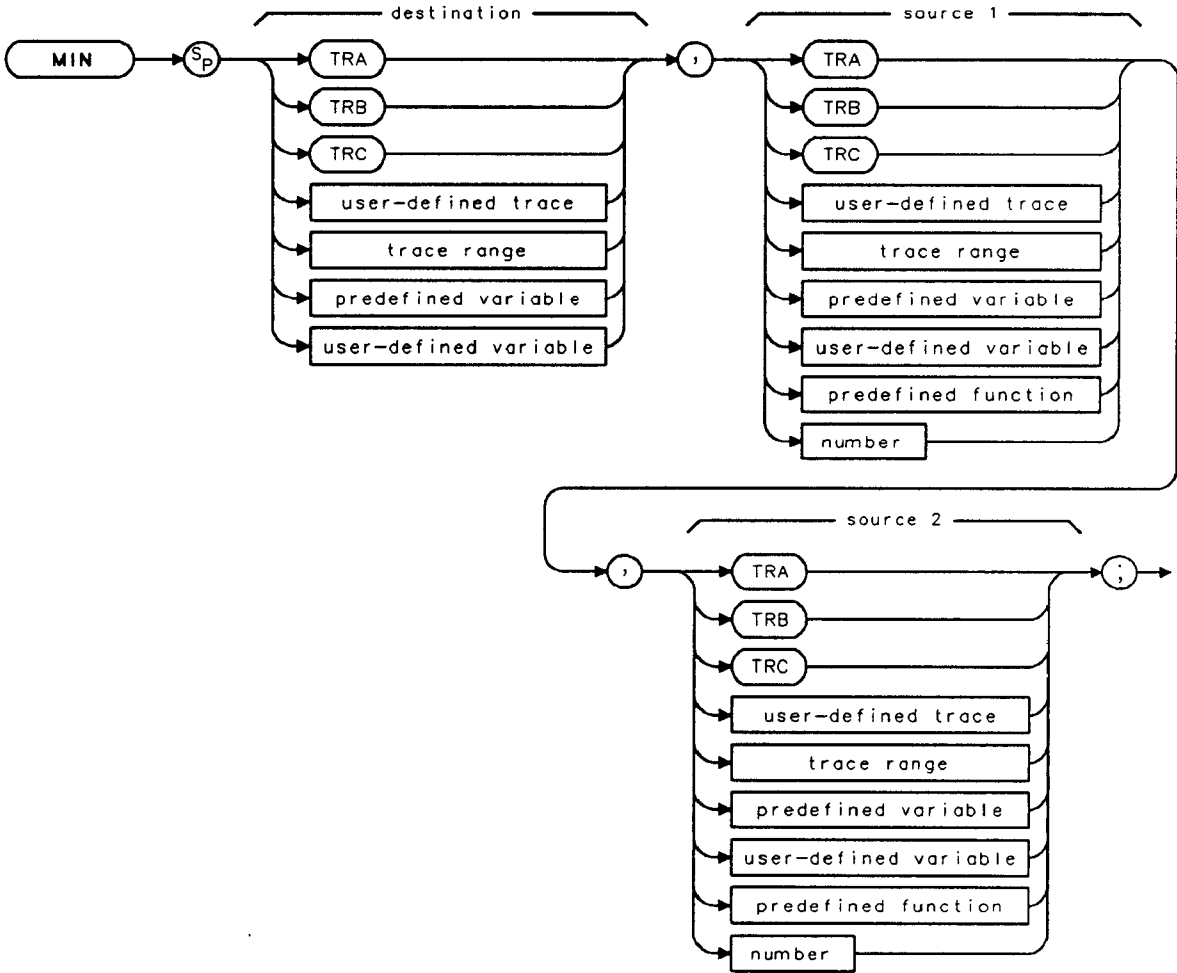 destination
MIN
SP
TRA
TRB
TRC
user-defined trace
trace range
predefined variable
user-defined variable
,
source 1
TRA
TRB
TRC
user-defined trace
trace range
predefined variable
user-defined variable
predefined function
number
source 2
,
TRA
TRB
TRC
user-defined trace
trace range
predefined variable
user-defined variable
predefined function
number
;